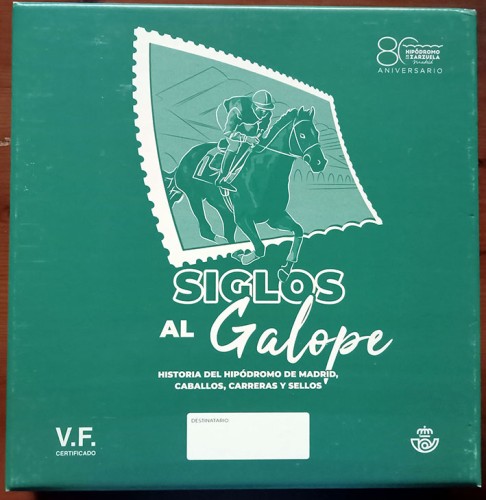 80 HIPÓDROMO
DE LA ZARZUELA
Madrid
ANIVERSARIO
SIGLOS
AL Galope
HISTORIA DEL HIPÓDROMO DE MADRID,
CABALLOS, CARRERAS Y SELLOS
V.F.
CERTIFICADO
DESTINATARIO: